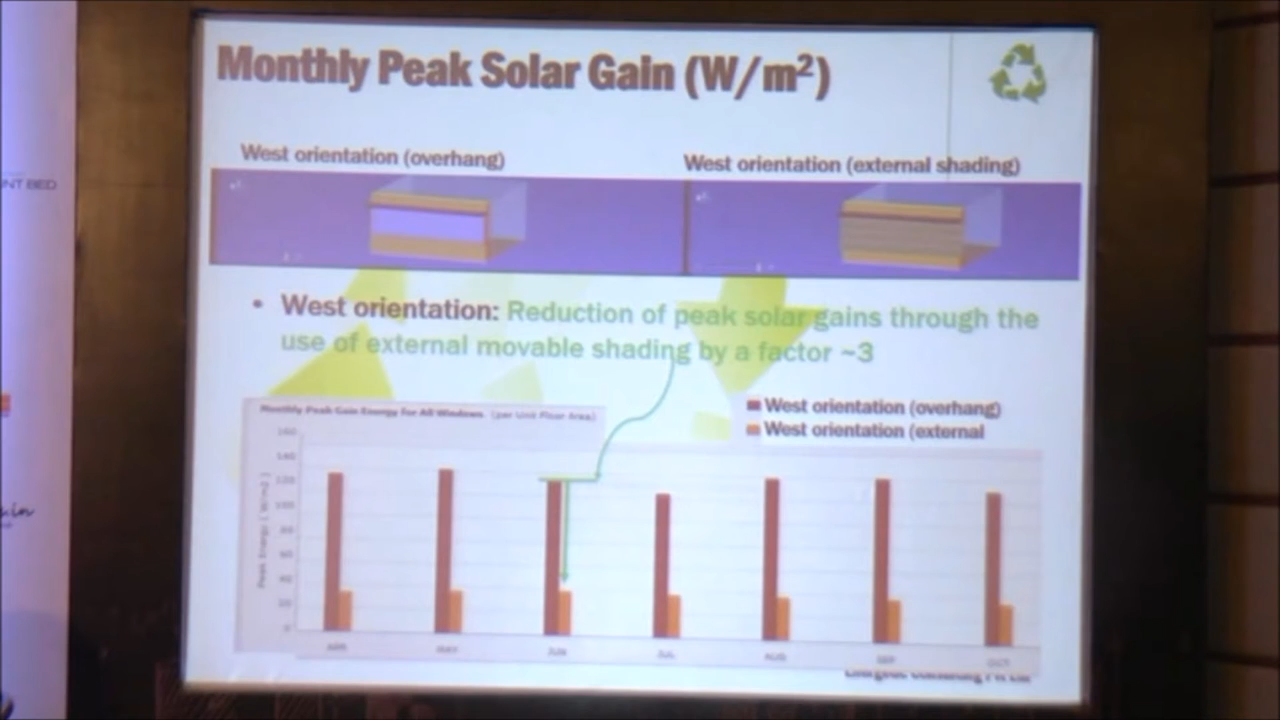 Monthly Peak Solar Gain (W/m²)
West orientation (overhang)
West orientation (external shading)
• West orientation: Reduction of peak solar gains through the
use of external movable shading by a factor ~3
Monthly Peak Gain Energy for All Windows (per Unit Floor Area)
West orientation (overhang)
West orientation (external
160
140
120
100
80
60
40
20
0
Peak Energy ( W/m2 )
APR MAY JUN JUL AUG SEP OCT
NT BED